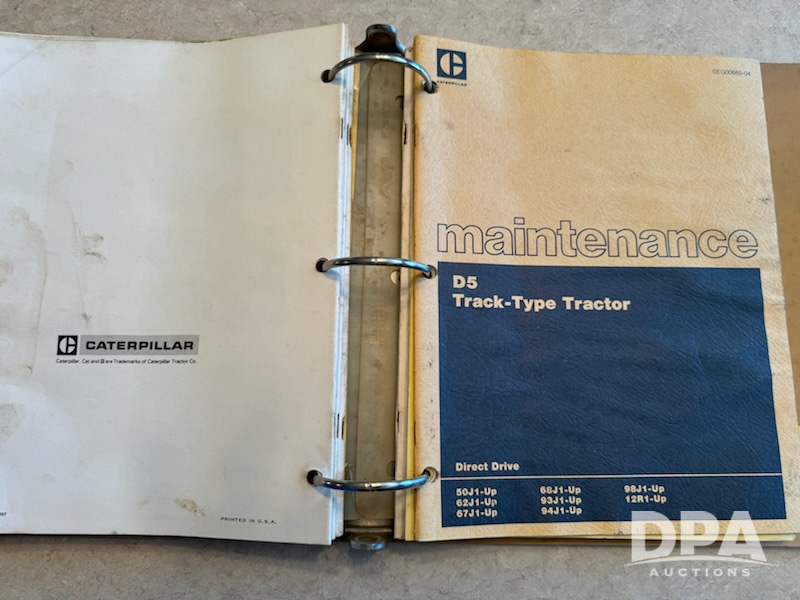 CATERPILLAR
Caterpillar, Cat and C are Trademarks of Caterpillar Tractor Co.
PRINTED IN U.S.A.
C
CATERPILLAR
maintenance
D5
Track-Type Tractor
Direct Drive
50J1-Up 68J1-Up 98J1-Up
62J1-Up 93J1-Up 12R1-Up
67J1-Up 94J1-Up
DPA
AUCTIONS